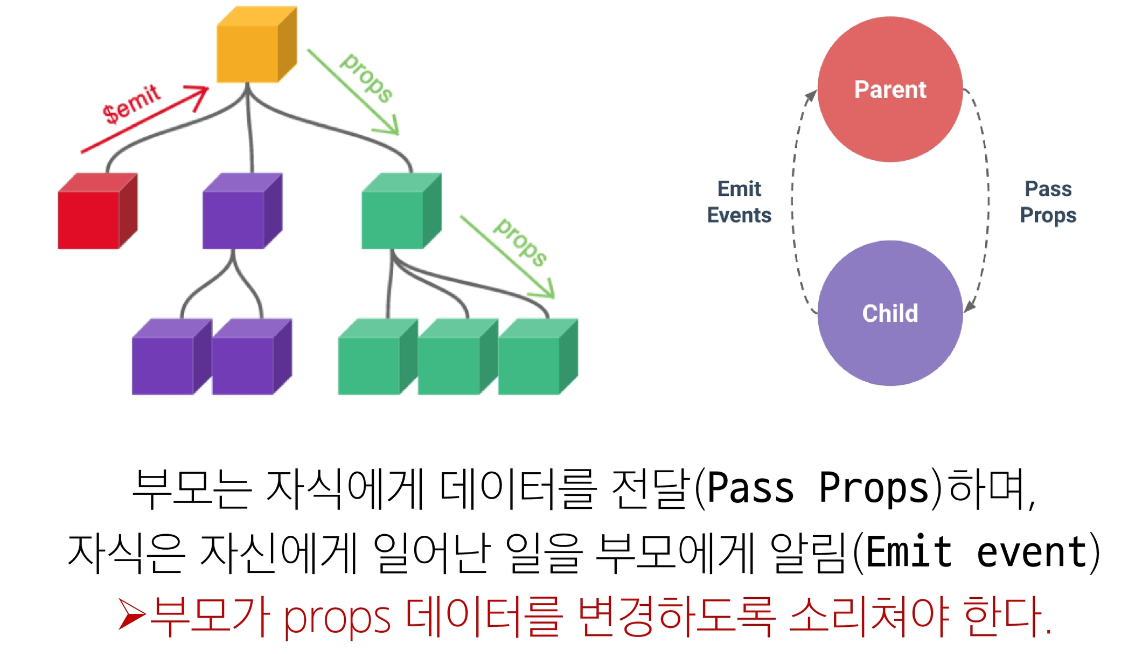 $emit
props
props
Parent
Emit
Events
Pass
Props
Child
부모는 자식에게 데이터를 전달(Pass Props)하며,
자식은 자신에게 일어난 일을 부모에게 알림(Emit event)
➢부모가 props 데이터를 변경하도록 소리쳐야 한다.